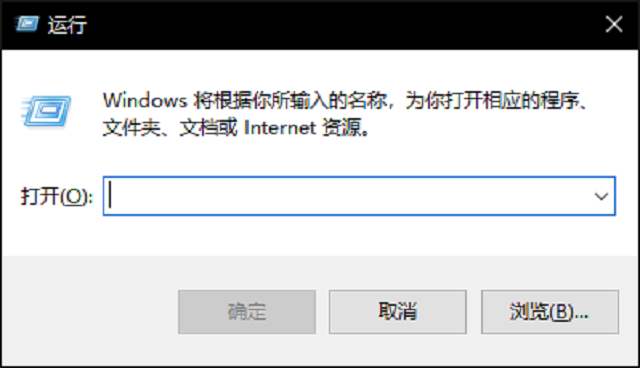 运行
Windows 将根据你所输入的名称，为你打开相应的程序、
文件夹、文档或 Internet 资源。
打开(O):
确定 取消 浏览(B)...